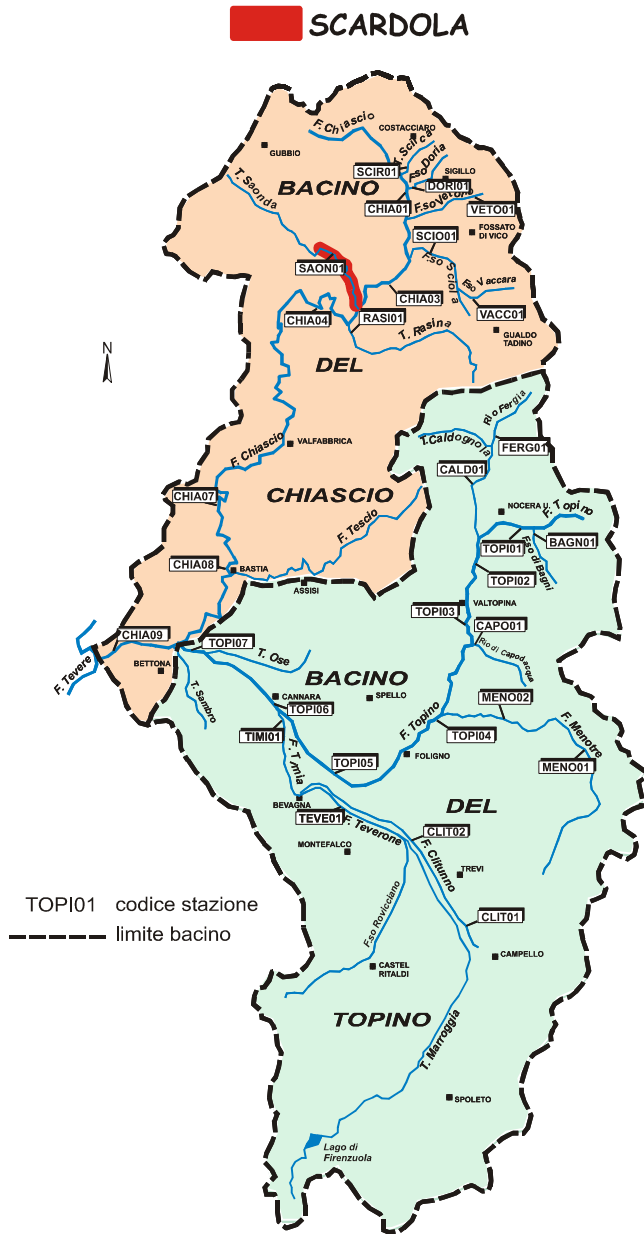 SCARDOLA
F. Chiascio
COSTACCIARO
GUBBIO
T. Scirca
SCIR01
F.so Doria
SIGILLO
BACINO
DORI01
T. Saonda
CHIA01
F.so Vetorno
VETO01
SCIO01
FOSSATO
DI VICO
SAON01
F.so Sciola
F.so Vaccara
CHIA03
CHIA04
RASI01
VACC01
T. Rasina
GUALDO
TADINO
N
DEL
Rio Fergia
T.Caldognola
F. Chiascio
VALFABBRICA
FERG01
CALD01
CHIA07
CHIASCIO
NOCERA U.
F. Topino
F. Tescio
TOPI01
BAGN01
F.so di Bagni
CHIA08
BASTIA
TOPI02
ASSISI
TOPI03
VALTOPINA
CAPO01
CHIA09
TOPI07
Rio di Capodacqua
T. Ose
F. Tevere
BETTONA
BACINO
T. Sambro
CANNARA
SPELLO
MENO02
TOPI06
F. Topino
F. Menotre
TIMI01
TOPI04
F. Timia
FOLIGNO
TOPI05
MENO01
BEVAGNA
DEL
TEVE01
F. Teverone
CLIT02
MONTEFALCO
F. Clitunno
TREVI
TOPI01 codice stazione
CLIT01
F.so Rovicciano
limite bacino
CAMPELLO
CASTEL
RITALDI
TOPINO
T. Marroggia
SPOLETO
Lago di
Firenzuola